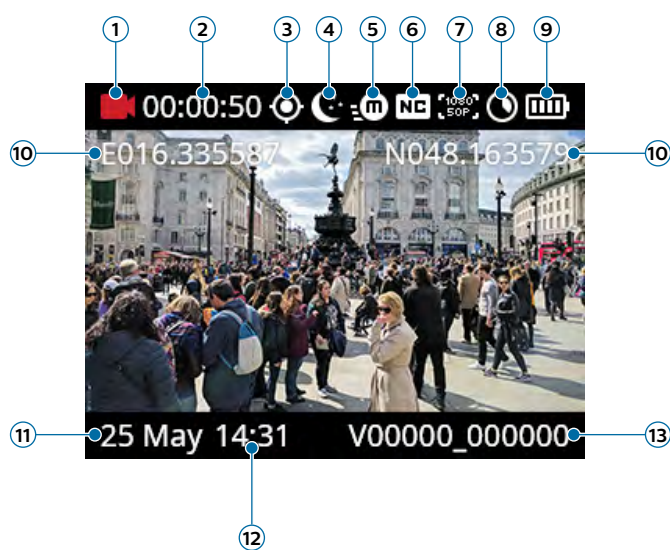 1 2 3 4 5 6 7 8 9
00:00:50 m NC 1080 50P
10 E016.335587 N048.163579 10
11 25 May 14:31 V00000_000000 13
12